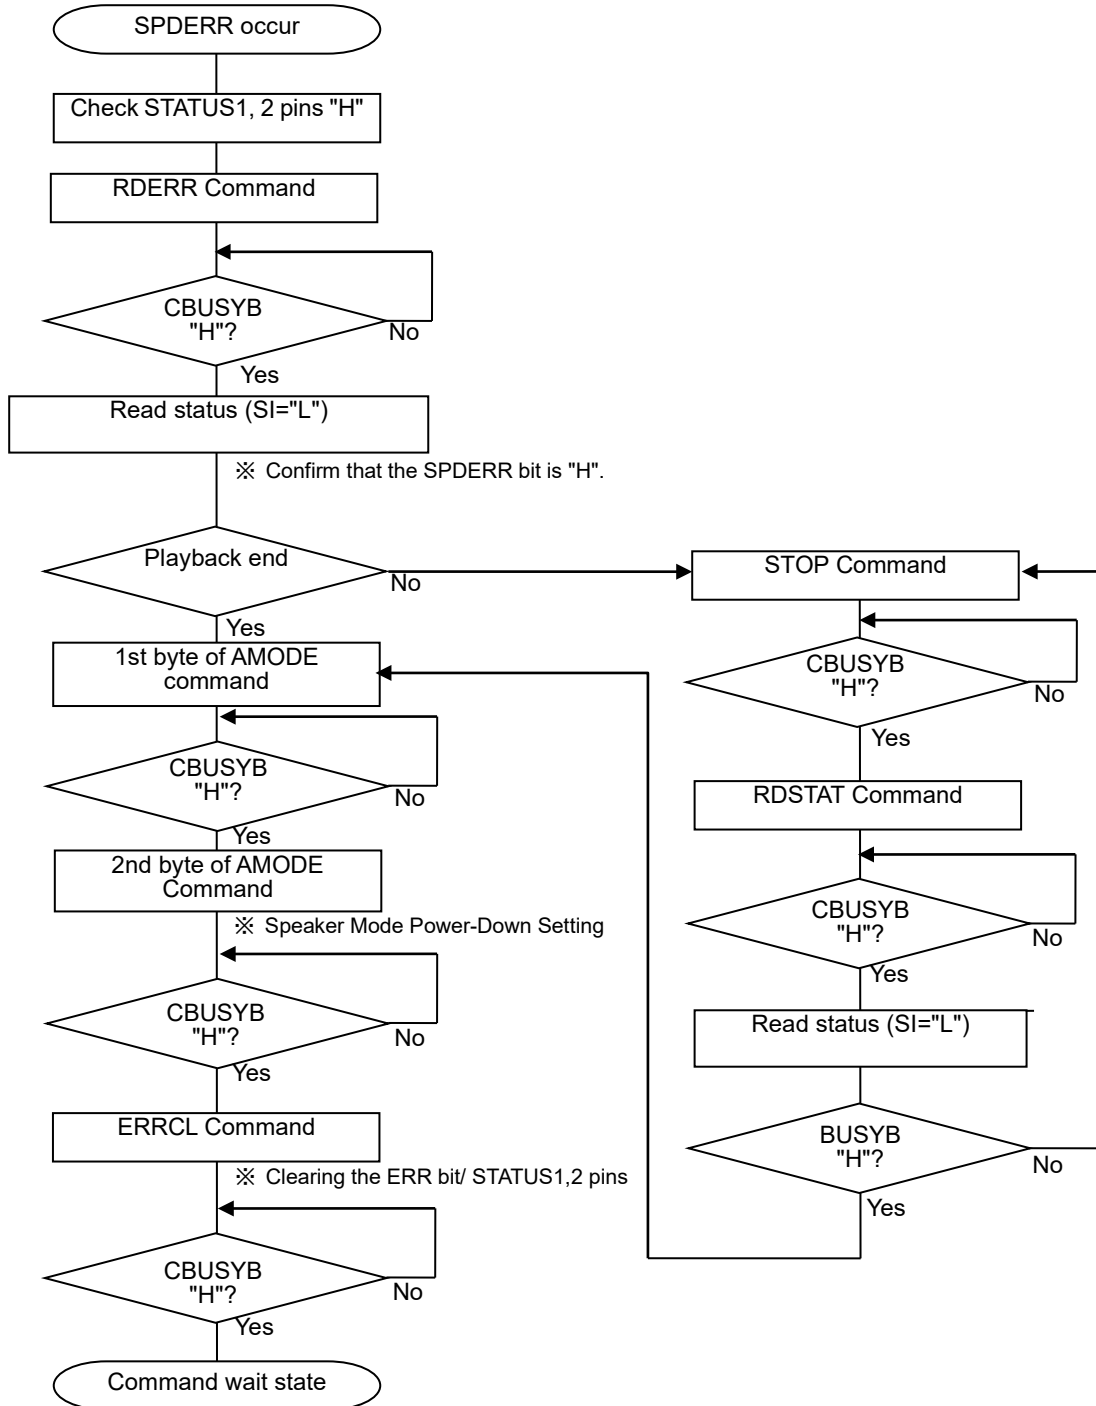 SPDERR occur
Check STATUS1, 2 pins "H"
RDERR Command
CBUSYB
"H"?
No
Yes
Read status (SI="L")
※ Confirm that the SPDERR bit is "H".
Playback end
No
Yes
1st byte of AMODE
command
CBUSYB
"H"?
No
Yes
2nd byte of AMODE
Command
※ Speaker Mode Power-Down Setting
CBUSYB
"H"?
No
Yes
ERRCL Command
※ Clearing the ERR bit/ STATUS1,2 pins
CBUSYB
"H"?
No
Yes
Command wait state
STOP Command
CBUSYB
"H"?
No
Yes
RDSTAT Command
CBUSYB
"H"?
No
Yes
Read status (SI="L")
BUSYB
"H"?
No
Yes